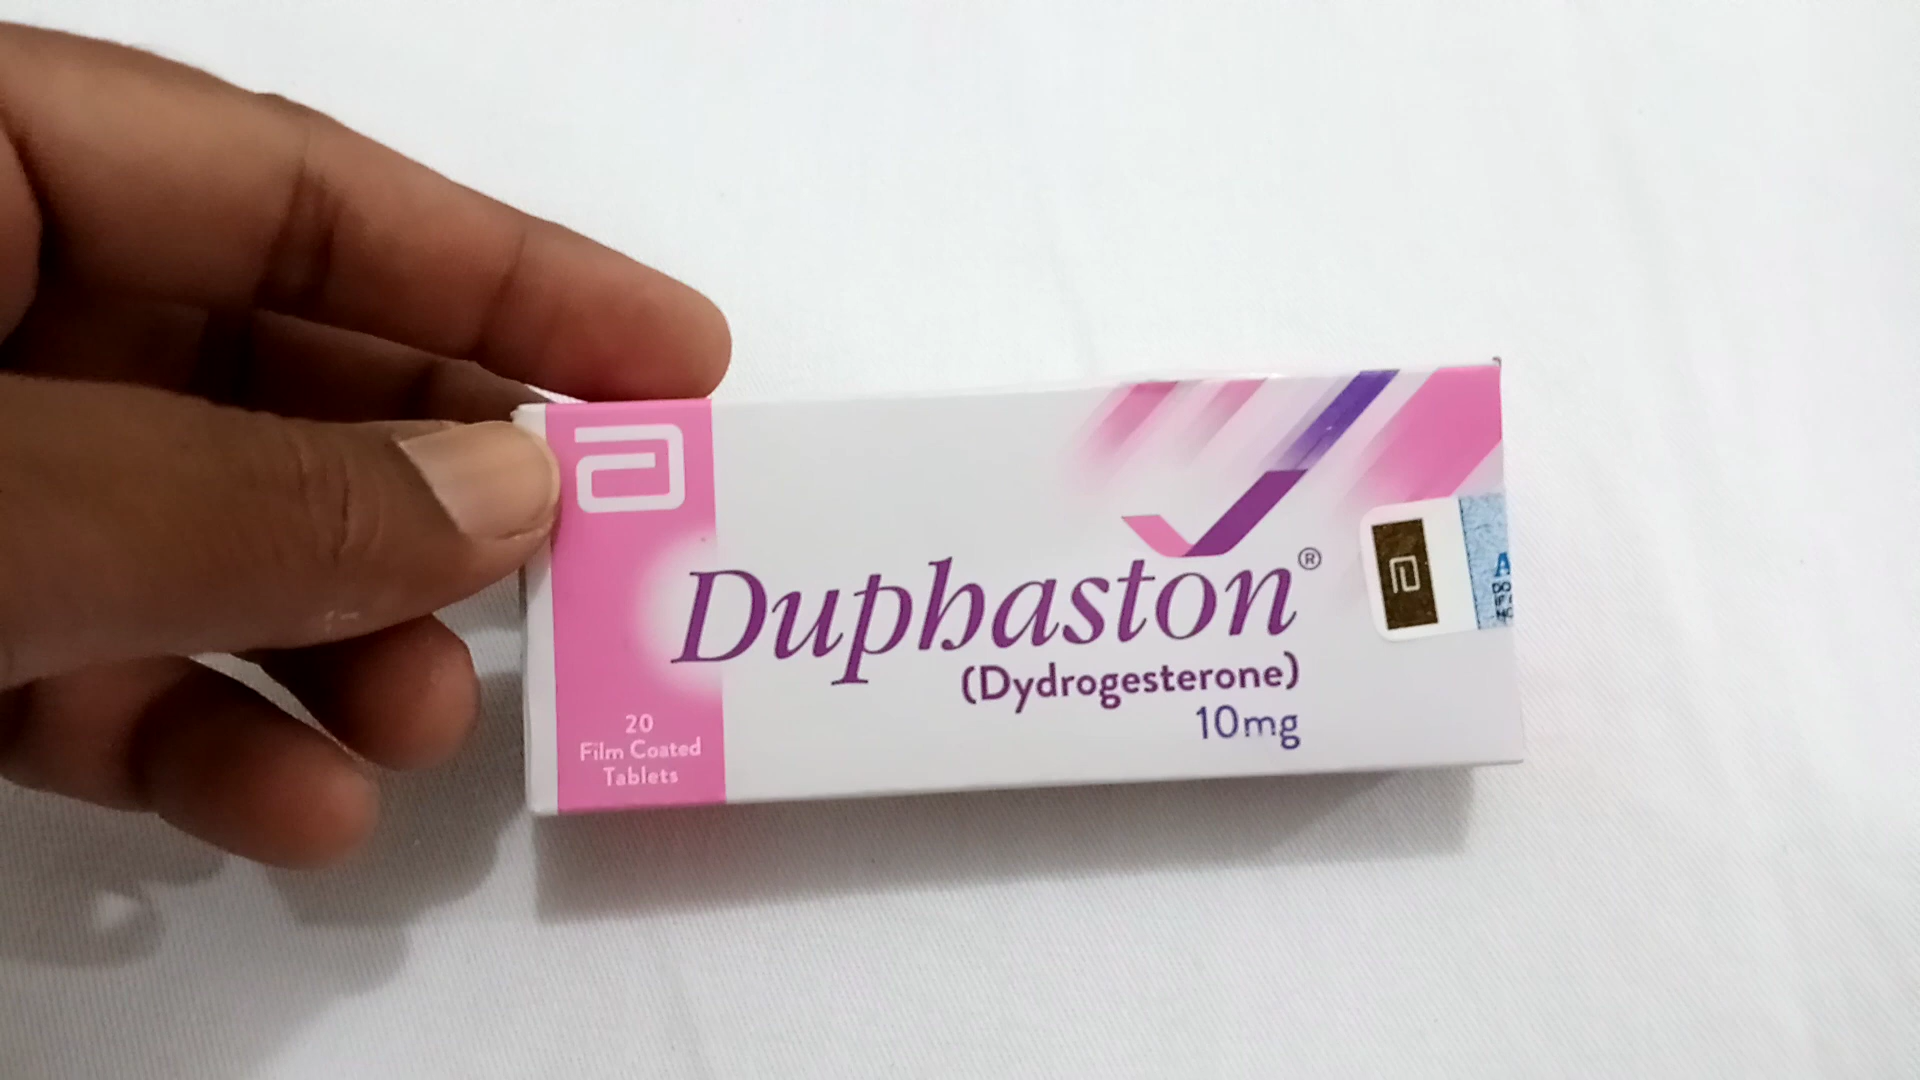 Duphaston®
(Dydrogesterone)
10mg
20
Film Coated
Tablets